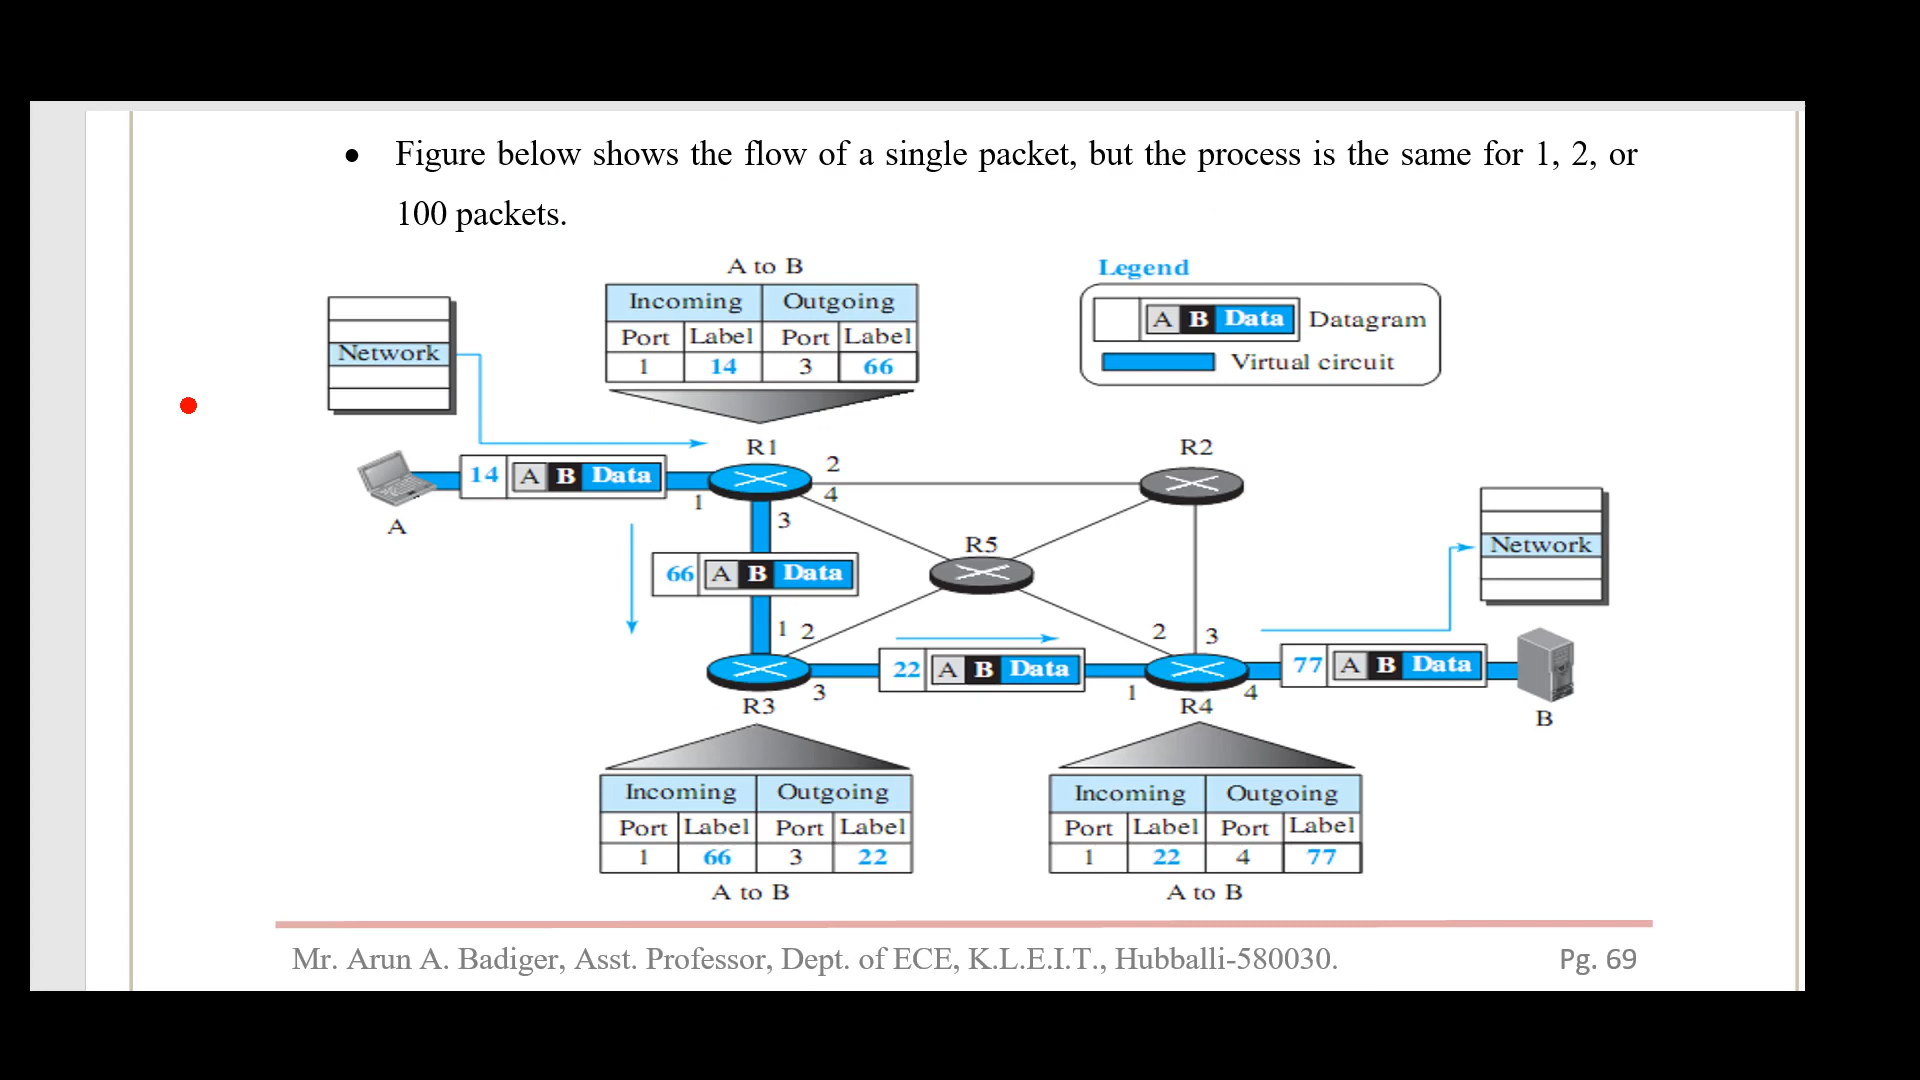 • Figure below shows the flow of a single packet, but the process is the same for 1, 2, or
100 packets.
A to B
Incoming Outgoing
Port Label Port Label
1 14 3 66
Legend
A B Data Datagram
Virtual circuit
Network
R1
R2
14 A B Data
A
1
2
4
3
66 A B Data
R5
Network
1 2
2 3
22 A B Data
77 A B Data
3
1
4
R3
R4
B
Incoming Outgoing
Port Label Port Label
1 66 3 22
A to B
Incoming Outgoing
Port Label Port Label
1 22 4 77
A to B
Mr. Arun A. Badiger, Asst. Professor, Dept. of ECE, K.L.E.I.T., Hubballi-580030. Pg. 69